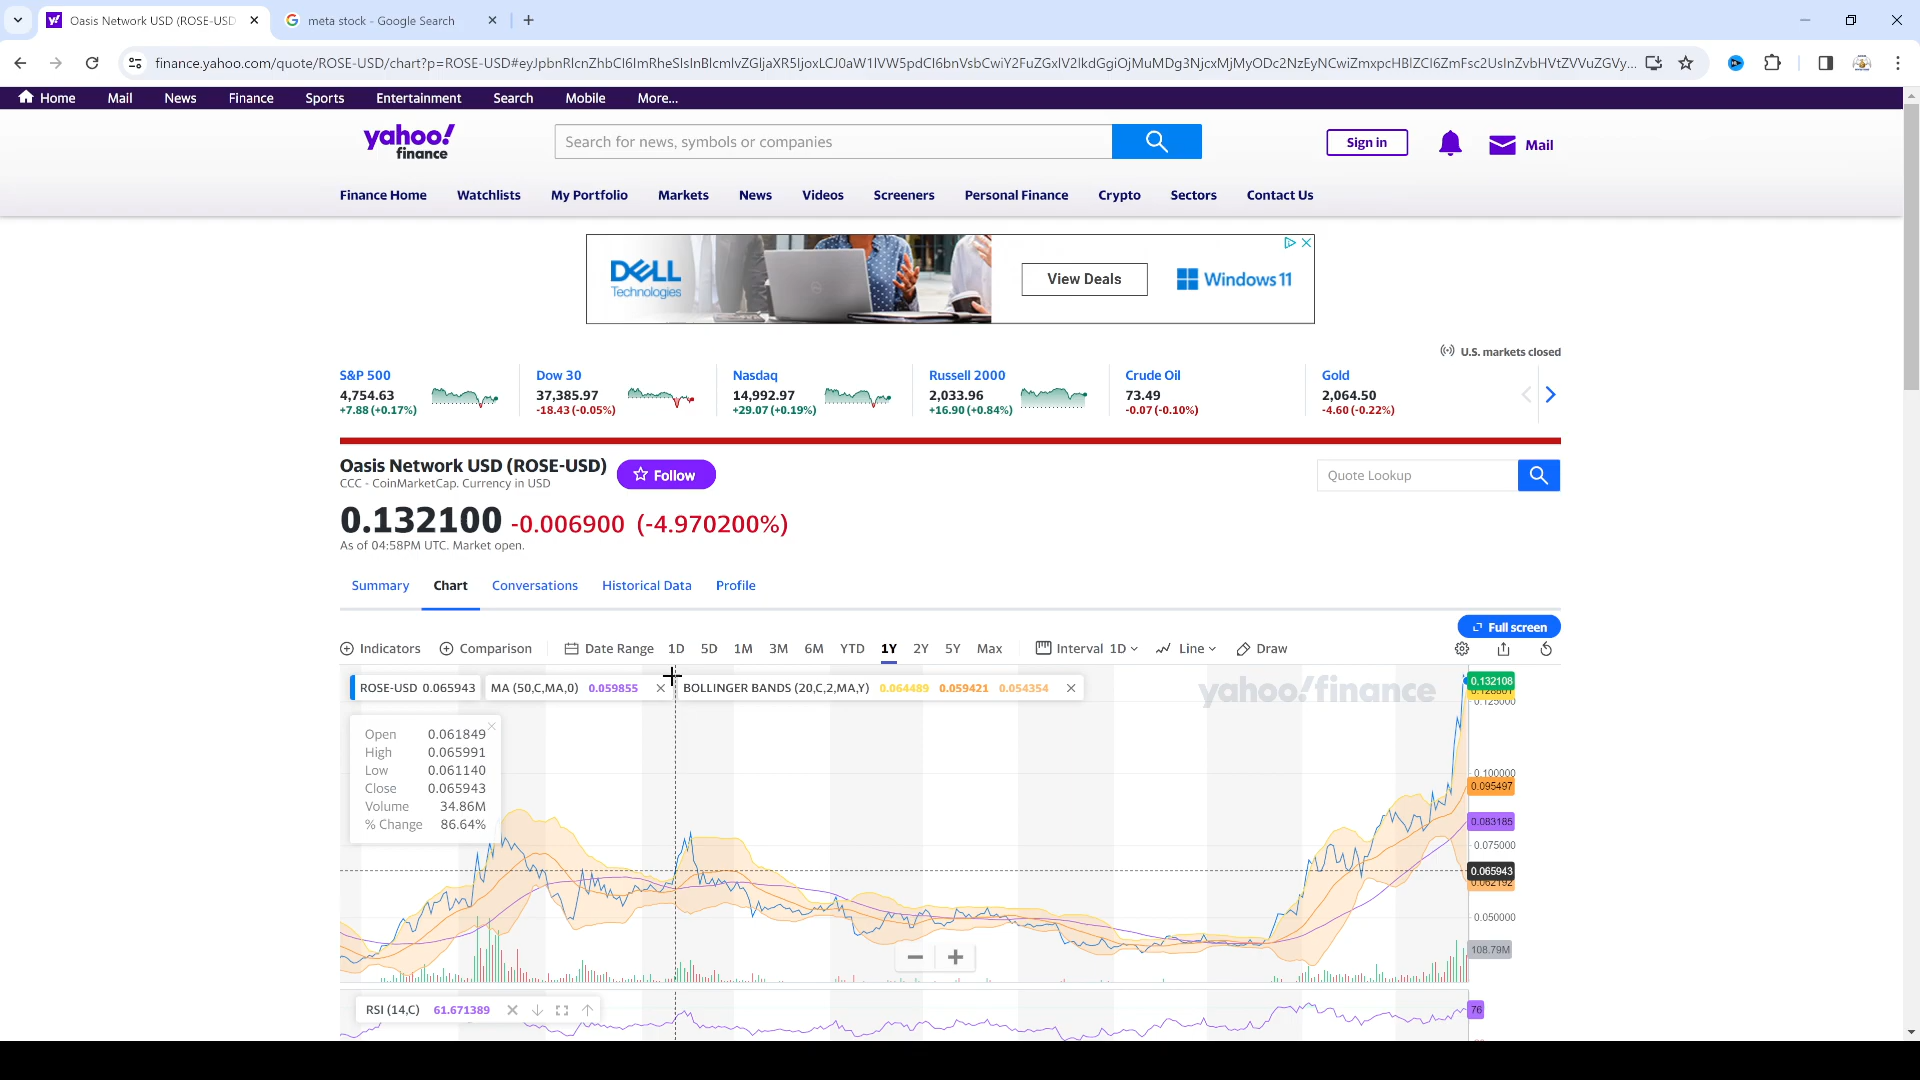 Oasis Network USD (ROSE-USD
meta stock - Google Search
finance.yahoo.com/quote/ROSE-USD/chart?p=ROSE-USD#
Home Mail News Finance Sports Entertainment Search Mobile More...
yahoo!
finance
Search for news, symbols or companies
Sign in
Mail
Finance Home Watchlists My Portfolio Markets News Videos Screeners Personal Finance Crypto Sectors Contact Us
DELL
Technologies
View Deals
Windows 11
U.S. markets closed
S&P 500 Dow 30 Nasdaq Russell 2000 Crude Oil Gold
4,754.63 37,385.97 14,992.97 2,033.96 73.49 2,064.50
+7.88 (+0.17%) -18.43 (-0.05%) +29.07 (+0.19%) +16.90 (+0.84%) -0.07 (-0.10%) -4.60 (-0.22%)
Oasis Network USD (ROSE-USD)
Follow
CCC - CoinMarketCap. Currency in USD
Quote Lookup
0.132100 -0.006900 (-4.970200%)
As of 04:58PM UTC. Market open.
Summary Chart Conversations Historical Data Profile
Full screen
Indicators Comparison Date Range 1D 5D 1M 3M 6M YTD 1Y 2Y 5Y Max Interval 1D Line Draw
ROSE-USD 0.065943 MA (50,C,MA,0) 0.059855 BOLLINGER BANDS (20,C,2,MA,Y) 0.064489 0.059421 0.054354
yahoo!finance
0.132108
0.125000
Open 0.061849
High 0.065991
Low 0.061140
Close 0.065943
Volume 34.86M
% Change 86.64%
0.100000
0.095497
0.083185
0.075000
0.065943
0.062192
0.050000
108.79M
RSI (14,C) 61.671389
76